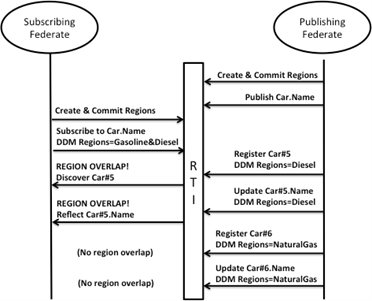 Subscribing
Federate
Publishing
Federate
Create & Commit Regions
Publish Car.Name
Create & Commit Regions
Subscribe to Car.Name
DDM Regions=Gasoline&Diesel
R
T
I
Register Car#5
DDM Regions=Diesel
REGION OVERLAP!
Discover Car#5
Update Car#5.Name
DDM Regions=Diesel
REGION OVERLAP!
Reflect Car#5.Name
Register Car#6
DDM Regions=NaturalGas
(No region overlap)
Update Car#6.Name
DDM Regions=NaturalGas
(No region overlap)